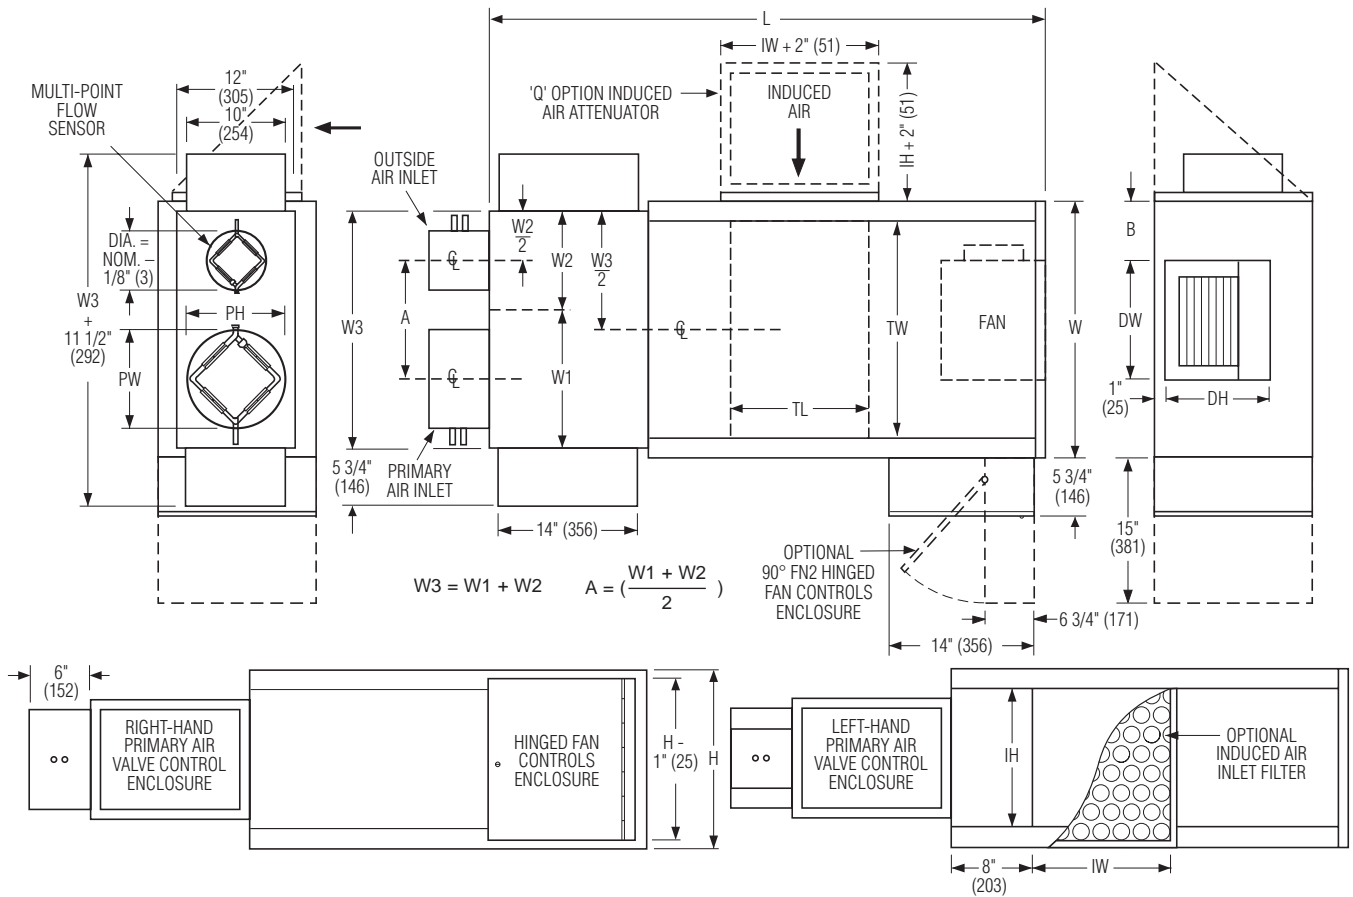 L
IW + 2" (51)
'Q' OPTION INDUCED
AIR ATTENUATOR
INDUCED
AIR
IH + 2" (51)
MULTI-POINT
FLOW
SENSOR
12"
(305)
10"
(254)
DIA. =
NOM. –
1/8" (3)
W3
+
11 1/2"
(292)
PH
PW
OUTSIDE
AIR INLET
℄
A
℄
W3
5 3/4"
(146)
PRIMARY
AIR INLET
W2
2
W2
W3
2
W1
14" (356)
℄
TW
TL
FAN
W
5 3/4"
(146)
B
DW
1"
(25)
DH
15"
(381)
OPTIONAL
90° FN2 HINGED
FAN CONTROLS
ENCLOSURE
6 3/4" (171)
14" (356)
W3 = W1 + W2
A = ( W1 + W2 )
2
6"
(152)
RIGHT-HAND
PRIMARY AIR
VALVE CONTROL
ENCLOSURE
HINGED FAN
CONTROLS
ENCLOSURE
H -
1" (25)
H
LEFT-HAND
PRIMARY AIR
VALVE CONTROL
ENCLOSURE
IH
OPTIONAL
INDUCED AIR
INLET FILTER
8"
(203)
IW